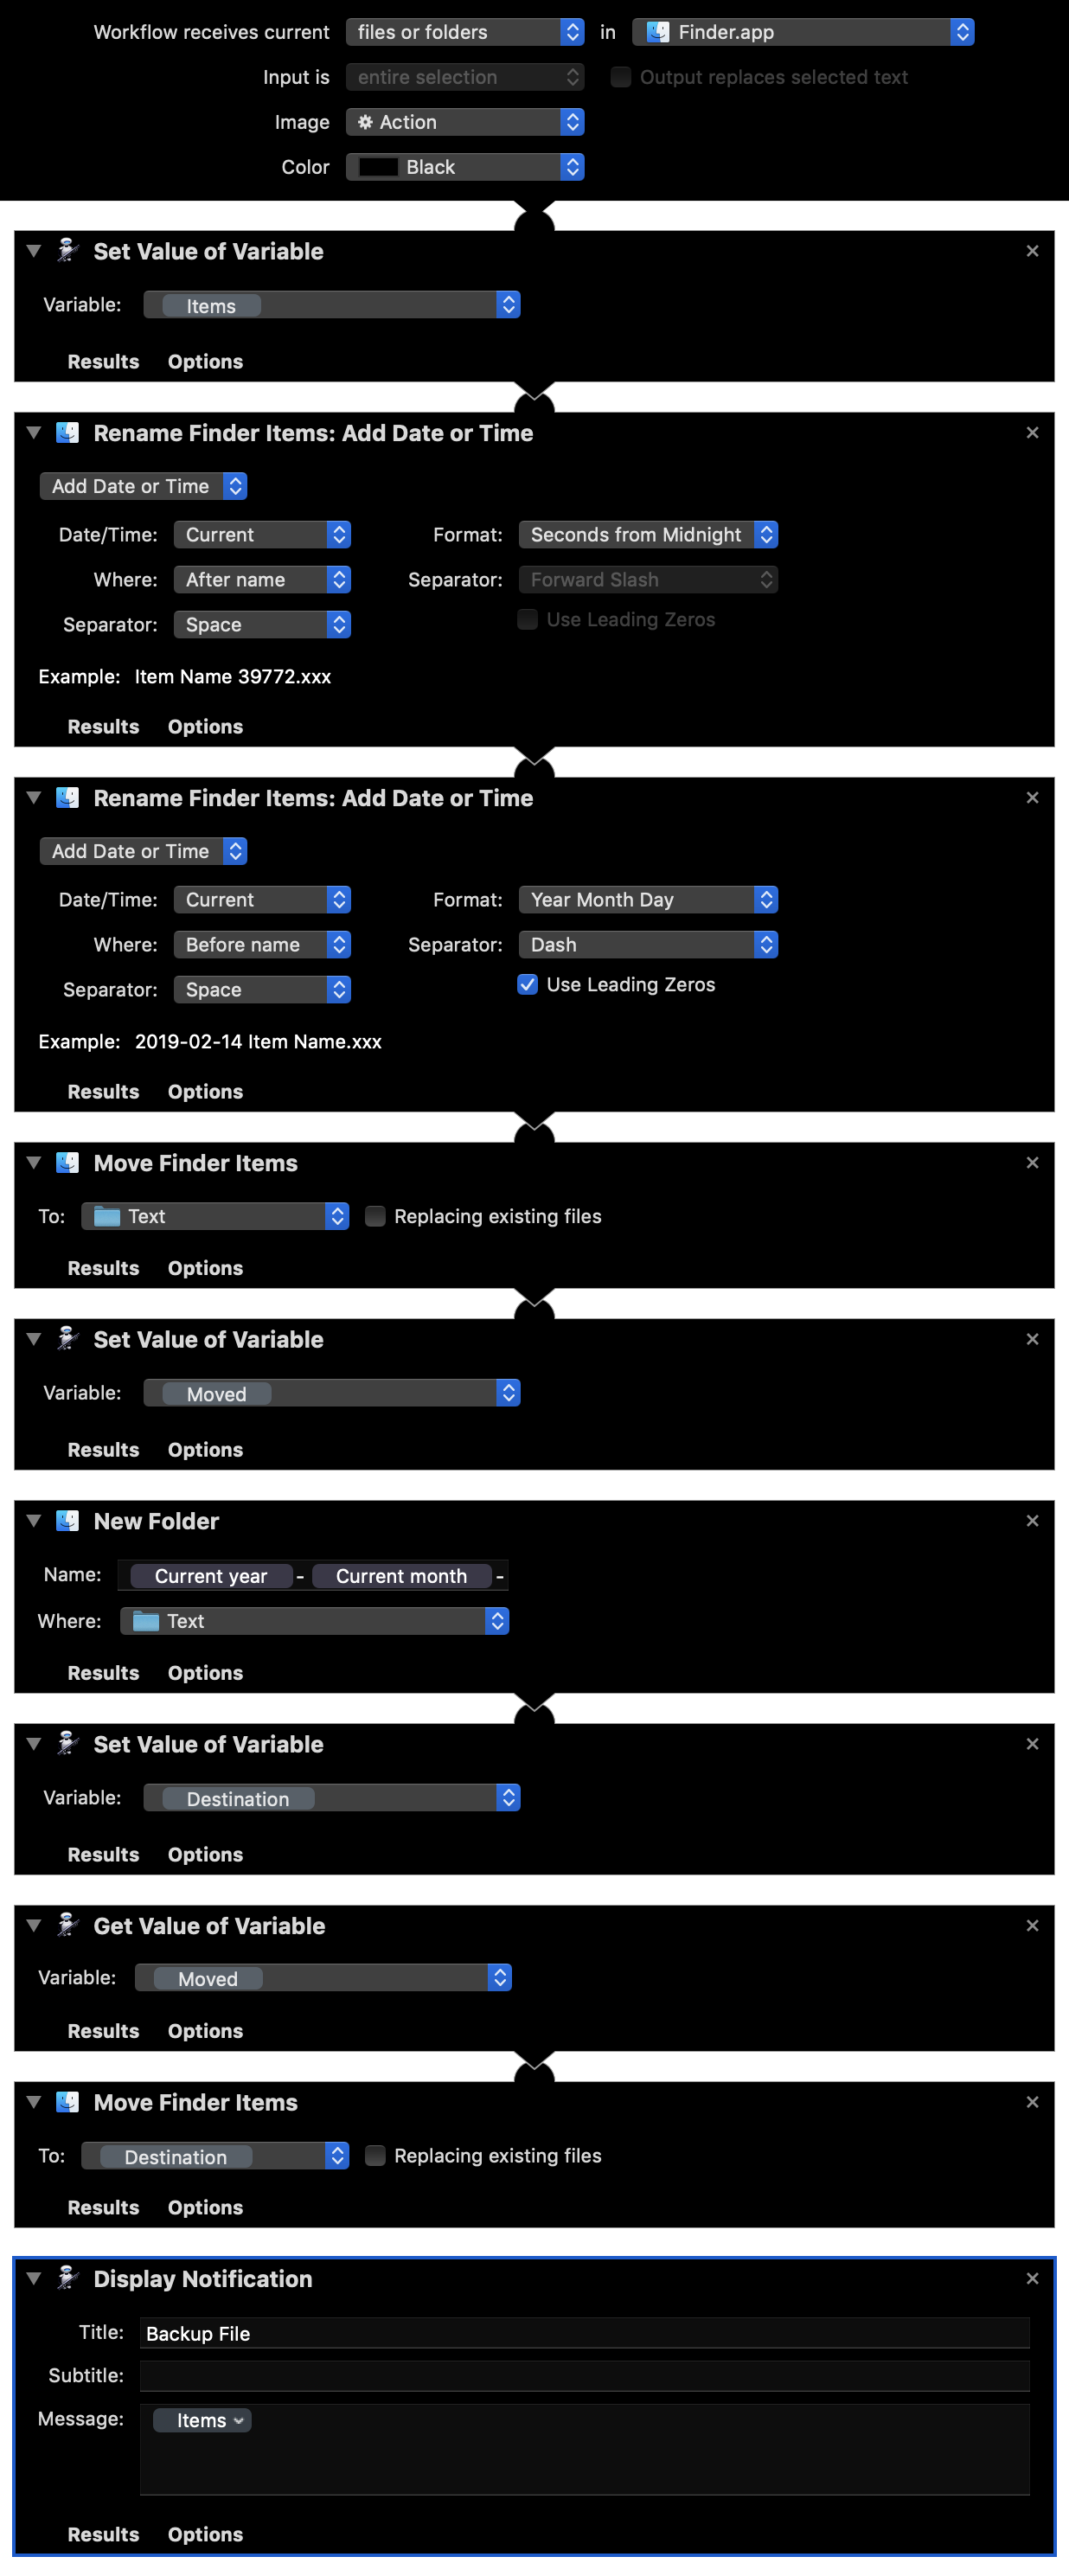 Workflow receives current files or folders in Finder.app
Input is entire selection Output replaces selected text
Image Action
Color Black
Set Value of Variable
Variable: Items
Results Options
Rename Finder Items: Add Date or Time
Add Date or Time
Date/Time: Current Format: Seconds from Midnight
Where: After name Separator: Forward Slash
Separator: Space Use Leading Zeros
Example: Item Name 39772.xxx
Results Options
Rename Finder Items: Add Date or Time
Add Date or Time
Date/Time: Current Format: Year Month Day
Where: Before name Separator: Dash
Separator: Space Use Leading Zeros
Example: 2019-02-14 Item Name.xxx
Results Options
Move Finder Items
To: Text Replacing existing files
Results Options
Set Value of Variable
Variable: Moved
Results Options
New Folder
Name: Current year - Current month -
Where: Text
Results Options
Set Value of Variable
Variable: Destination
Results Options
Get Value of Variable
Variable: Moved
Results Options
Move Finder Items
To: Destination Replacing existing files
Results Options
Display Notification
Title: Backup File
Subtitle:
Message: Items
Results Options